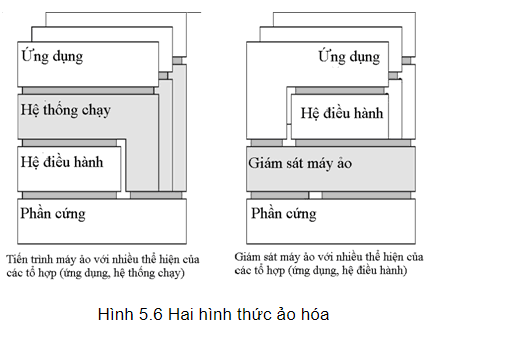 Ứng dụng
Hệ thống chạy
Hệ điều hành
Phần cứng
Tiến trình máy ảo với nhiều thể hiện của
các tổ hợp (ứng dụng, hệ thống chạy)
Ứng dụng
Hệ điều hành
Giám sát máy ảo
Phần cứng
Giám sát máy ảo với nhiều thể hiện của
các tổ hợp (ứng dụng, hệ điều hành)
Hình 5.6 Hai hình thức ảo hóa